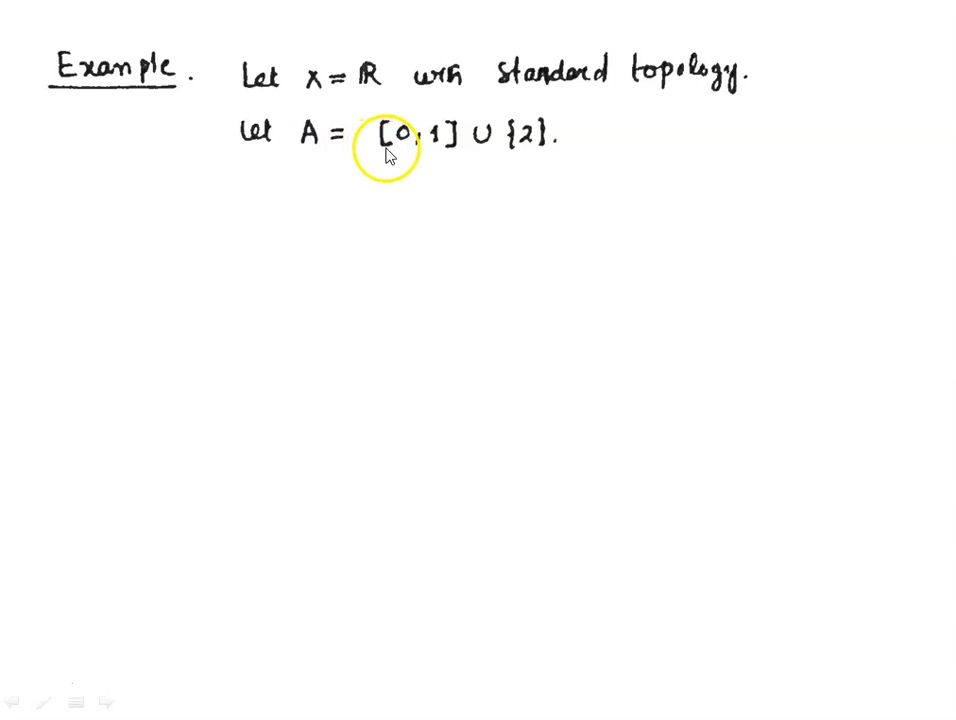 Example. Let X = ℝ with standard topology.
Let A = [0, 1] ∪ {2}.